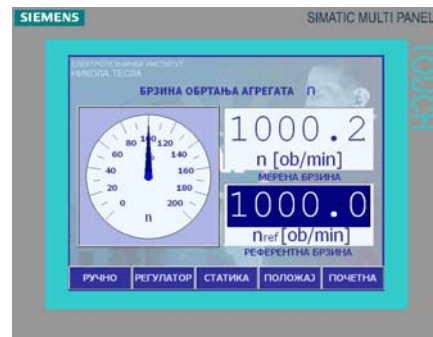 SIEMENS
SIMATIC MULTI PANEL
TOUCH
ЕЛЕКТРОТЕХНИЧКИ ИНСТИТУТ
НИКОЛА ТЕСЛА
БРЗИНА ОБРТАЊА АГРЕГАТА n
1000.2
n [ob/min]
МЕРЕНА БРЗИНА
1000.0
nref [ob/min]
РЕФЕРЕНТНА БРЗИНА
0 20 40 60 80 100 120 140 160 180 200
n
РУЧНО РЕГУЛАТОР СТАТИКА ПОЛОЖАЈ ПОЧЕТНА